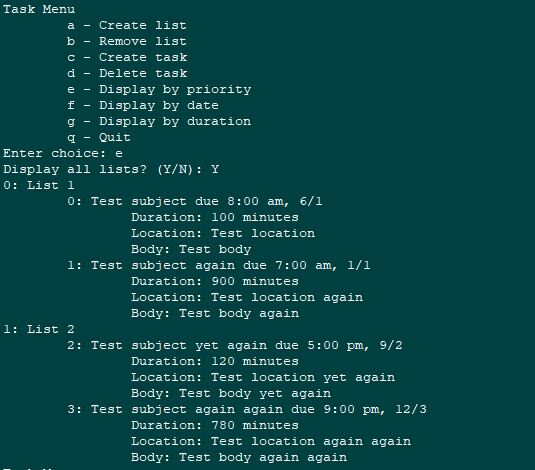 Task Menu
a - Create list
b - Remove list
c - Create task
d - Delete task
e - Display by priority
f - Display by date
g - Display by duration
q - Quit
Enter choice: e
Display all lists? (Y/N): Y
0: List 1
0: Test subject due 8:00 am, 6/1
Duration: 100 minutes
Location: Test location
Body: Test body
1: Test subject again due 7:00 am, 1/1
Duration: 900 minutes
Location: Test location again
Body: Test body again
1: List 2
2: Test subject yet again due 5:00 pm, 9/2
Duration: 120 minutes
Location: Test location yet again
Body: Test body yet again
3: Test subject again again due 9:00 pm, 12/3
Duration: 780 minutes
Location: Test location again again
Body: Test body again again